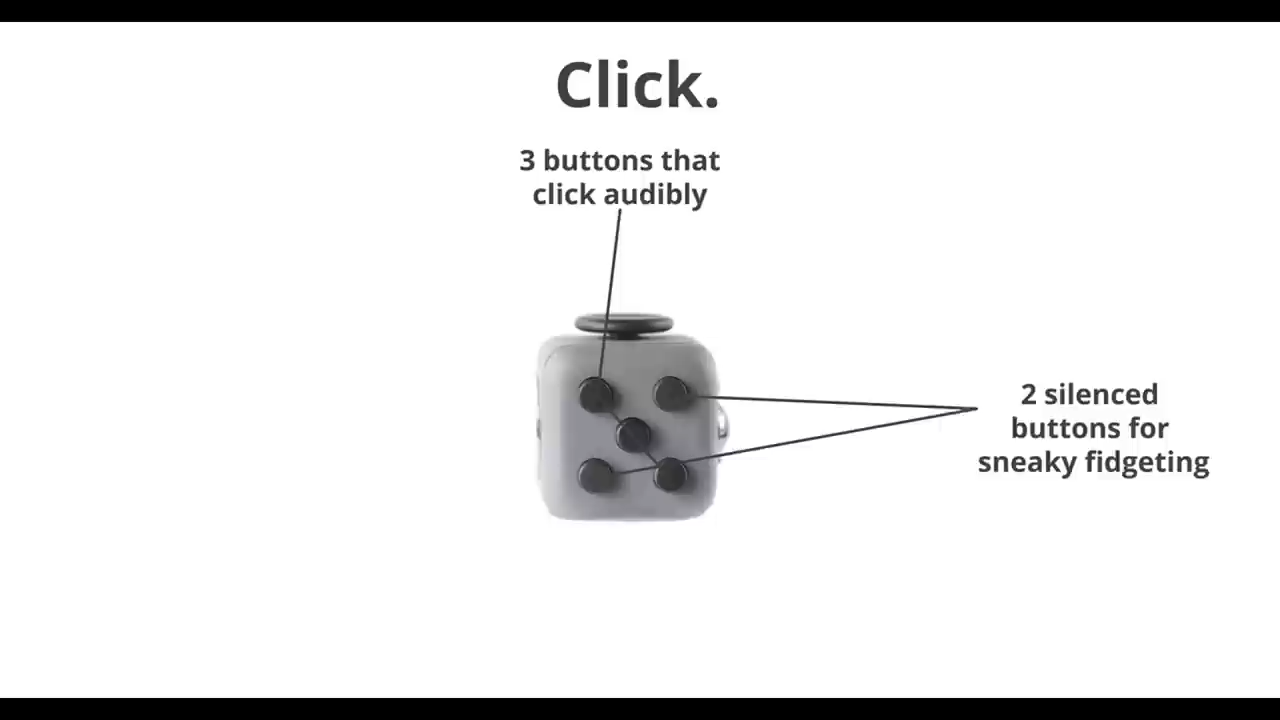 Click.
3 buttons that
click audibly
2 silenced
buttons for
sneaky fidgeting